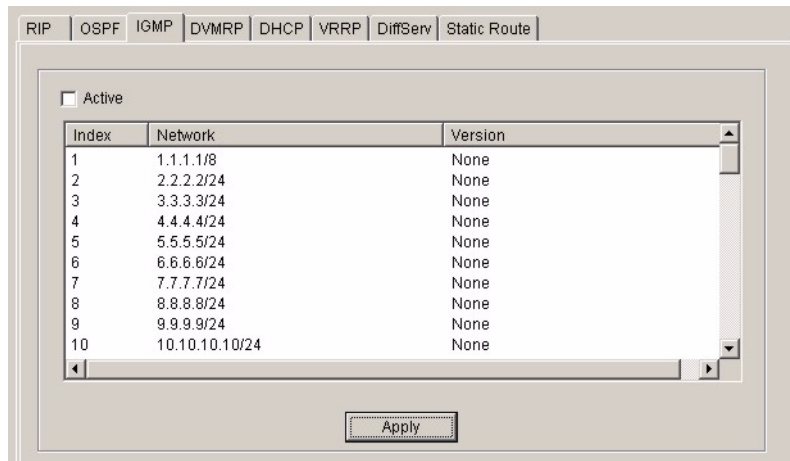 RIP OSPF IGMP DVMRP DHCP VRRP DiffServ Static Route
Active
Index Network Version
1 1.1.1.1/8 None
2 2.2.2.2/24 None
3 3.3.3.3/24 None
4 4.4.4.4/24 None
5 5.5.5.5/24 None
6 6.6.6.6/24 None
7 7.7.7.7/24 None
8 8.8.8.8/24 None
9 9.9.9.9/24 None
10 10.10.10.10/24 None
Apply